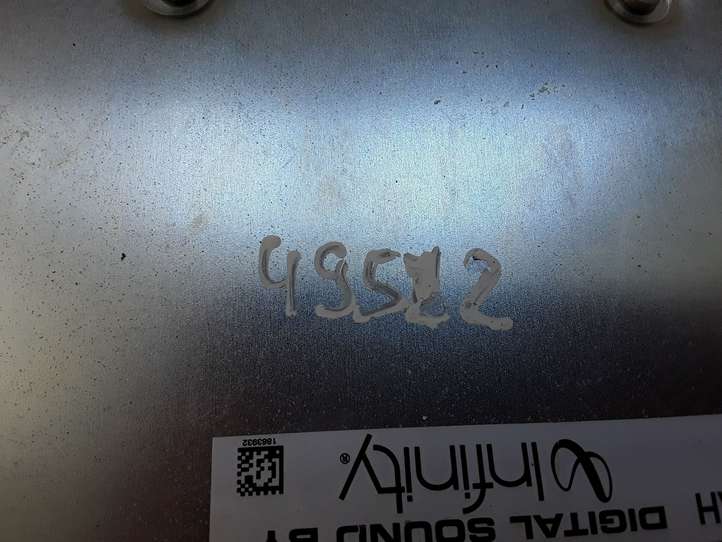 49522
1863932
Infinity®
DIGITAL SOUND BY